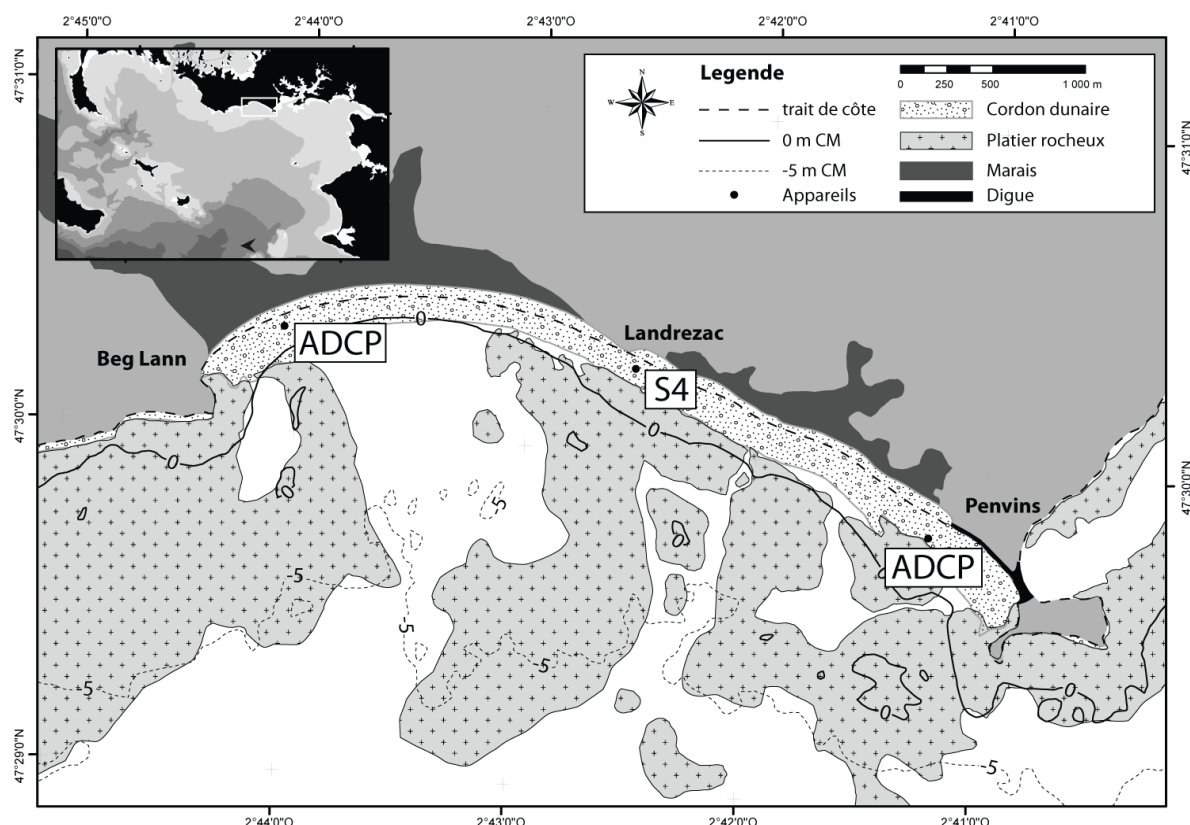 2°45'0"O 2°44'0"O 2°43'0"O 2°42'0"O 2°41'0"O
47°31'0"N
47°31'0"N
N
W E
S
Legende
0 250 500 1 000 m
trait de côte
Cordon dunaire
0 m CM
Platier rocheux
-5 m CM
Marais
Appareils
Digue
0
Landrezac
ADCP
Beg Lann
S4
47°30'0"N
0
0
0
-5
47°30'0"N
Penvins
0
ADCP
0
-5
-5
-5
-5
0
0
0
47°29'0"N
-5
2°44'0"O 2°43'0"O 2°42'0"O 2°41'0"O